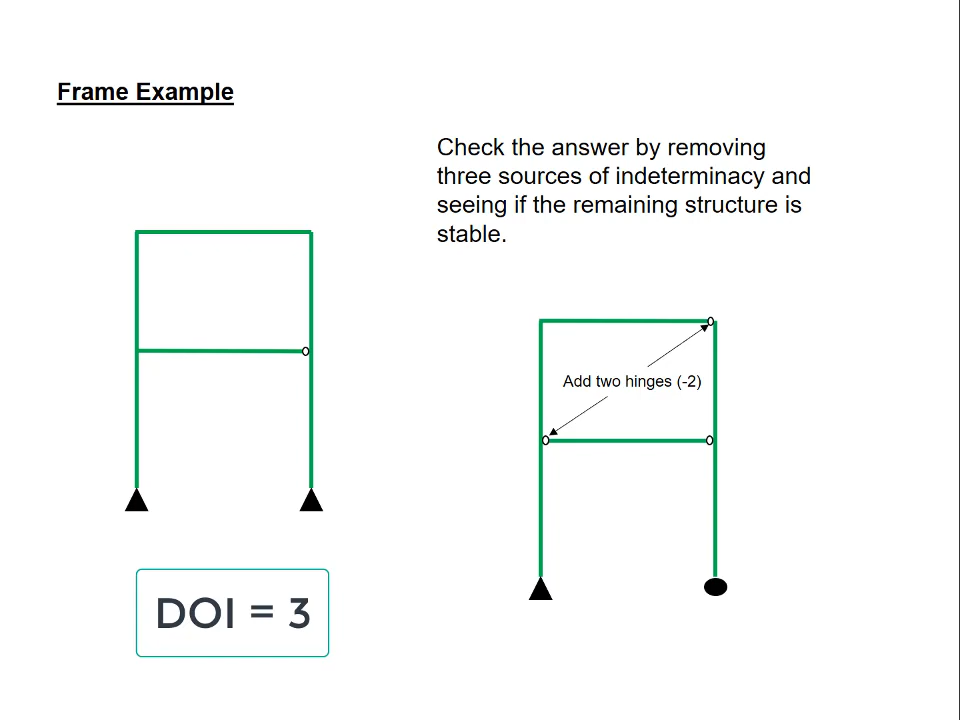 Frame Example
Check the answer by removing
three sources of indeterminacy and
seeing if the remaining structure is
stable.
Add two hinges (-2)
DOI = 3